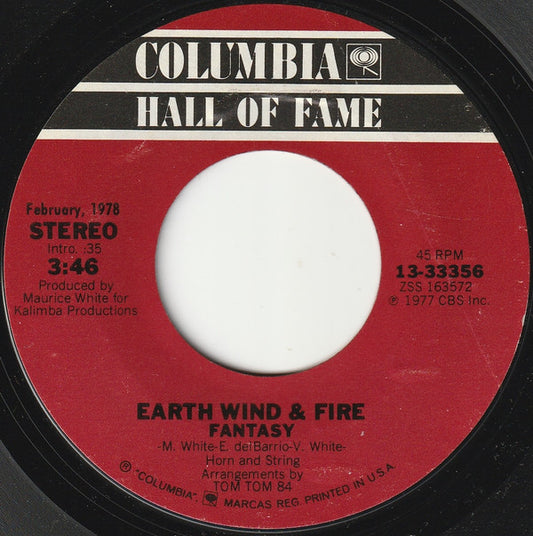 COLUMBIA
HALL OF FAME
February, 1978
STEREO
Intro. :35
3:46
Produced by
Maurice White for
Kalimba Productions
45 RPM
13-33356
ZSS 163572
℗ 1977 CBS Inc.
EARTH WIND & FIRE
FANTASY
-M. White-E. del Barrio-V. White-
Horn and String
Arrangements by
TOM TOM 84
® "COLUMBIA", MARCAS REG. PRINTED IN U.S.A.